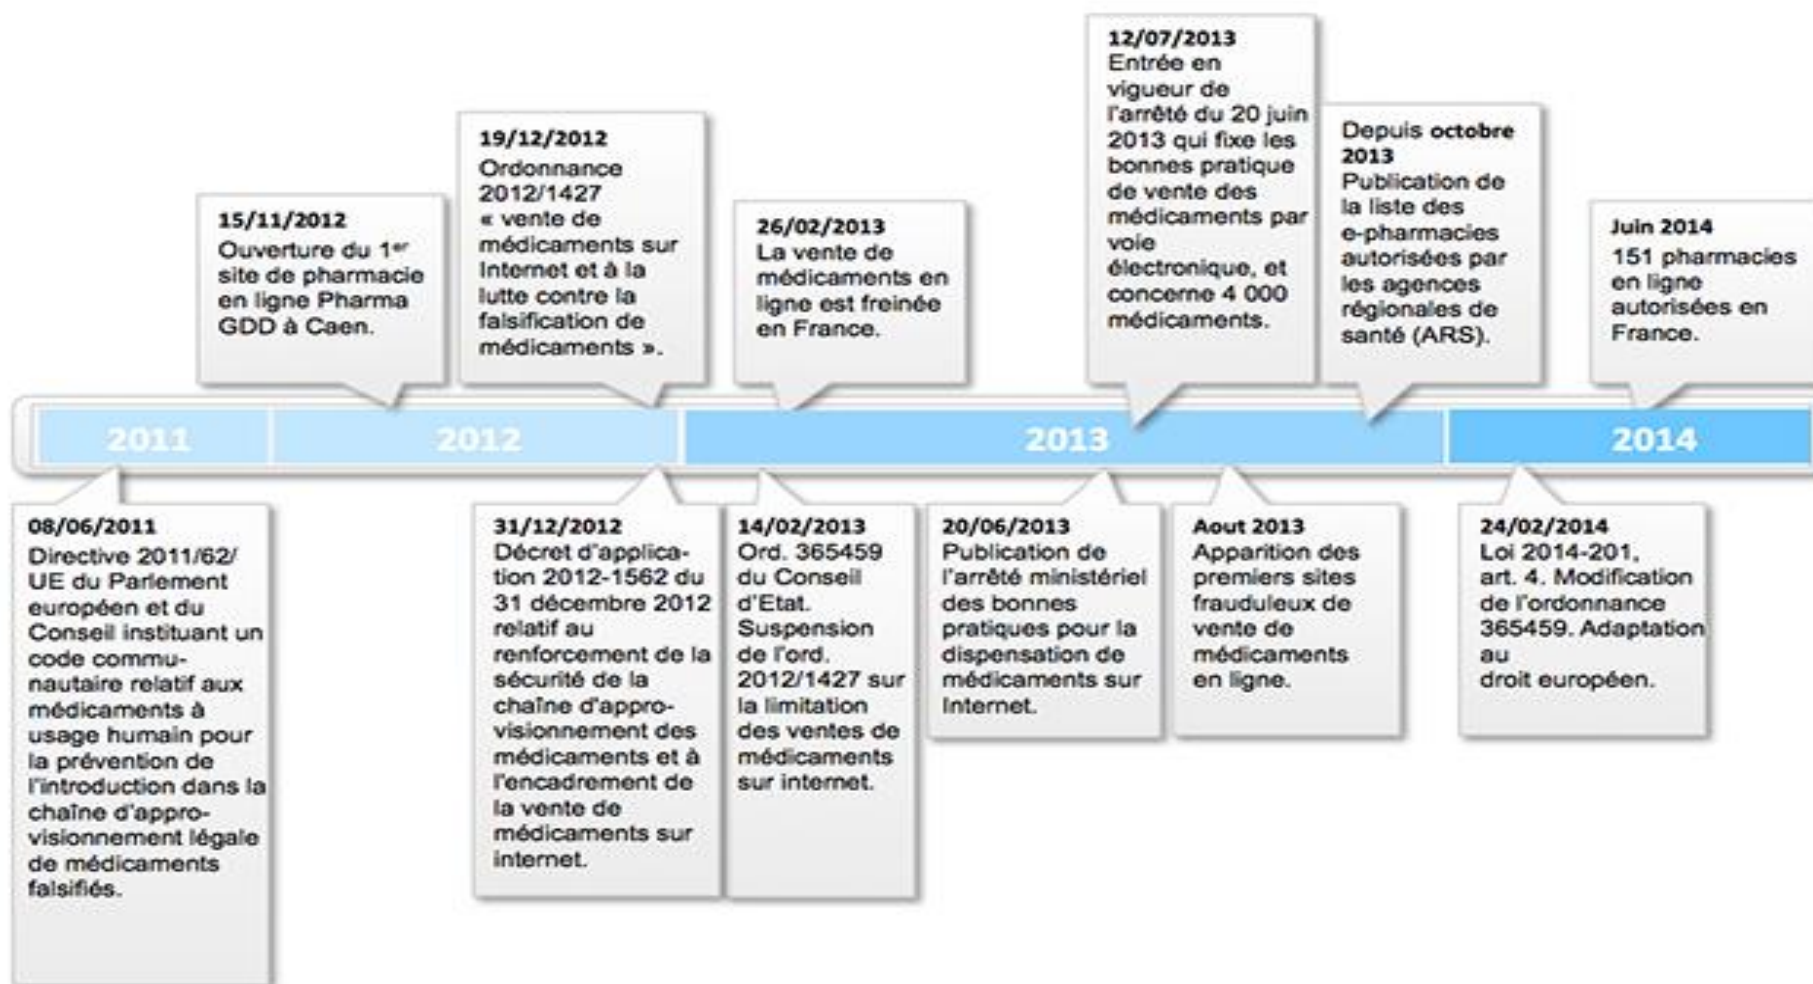 12/07/2013
Entrée en
vigueur de
l'arrêté du 20 juin
2013 qui fixe les
bonnes pratique
de vente des
médicaments par
voie
électronique, et
concerne 4 000
médicaments.
19/12/2012
Ordonnance
2012/1427
« vente de
médicaments sur
Internet et à la
lutte contre la
falsification de
médicaments ».
Depuis octobre
2013
Publication de
la liste des
e-pharmacies
autorisées par
les agences
régionales de
santé (ARS).
15/11/2012
Ouverture du 1er
site de pharmacie
en ligne Pharma
GDD à Caen.
26/02/2013
La vente de
médicaments en
ligne est freinée
en France.
Juin 2014
151 pharmacies
en ligne
autorisées en
France.
2011
2012
2013
2014
08/06/2011
Directive 2011/62/
UE du Parlement
européen et du
Conseil instituant un
code commu-
nautaire relatif aux
médicaments à
usage humain pour
la prévention de
l'introduction dans la
chaîne d'appro-
visionnement légale
de médicaments
falsifiés.
31/12/2012
Décret d'applica-
tion 2012-1562 du
31 décembre 2012
relatif au
renforcement de la
sécurité de la
chaîne d'appro-
visionnement des
médicaments et à
l'encadrement de
la vente de
médicaments sur
internet.
14/02/2013
Ord. 365459
du Conseil
d'Etat.
Suspension
de l'ord.
2012/1427 sur
la limitation
des ventes de
médicaments
sur internet.
20/06/2013
Publication de
l'arrêté ministériel
des bonnes
pratiques pour la
dispensation de
médicaments sur
Internet.
Aout 2013
Apparition des
premiers sites
frauduleux de
vente de
médicaments
en ligne.
24/02/2014
Loi 2014-201,
art. 4. Modification
de l'ordonnance
365459. Adaptation
au
droit européen.